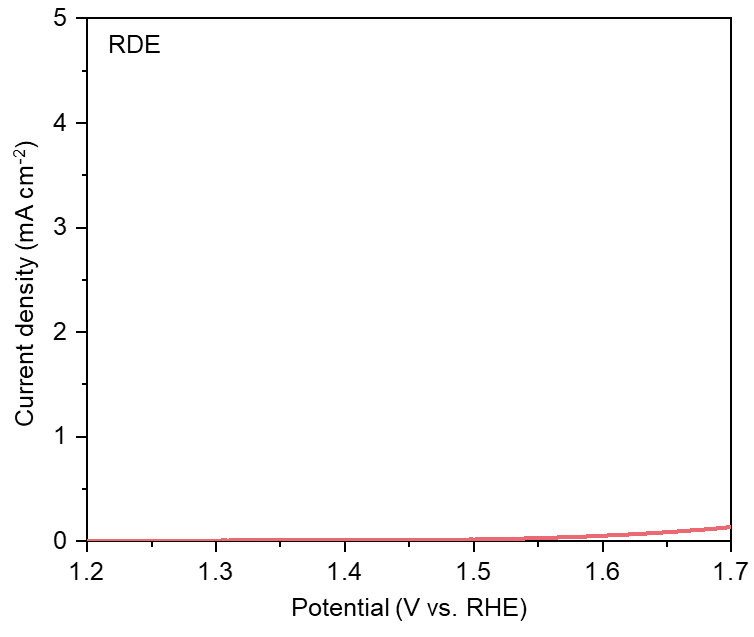 RDE
5
4
3
2
1
0
Current density (mA cm⁻²)
1.2 1.3 1.4 1.5 1.6 1.7
Potential (V vs. RHE)